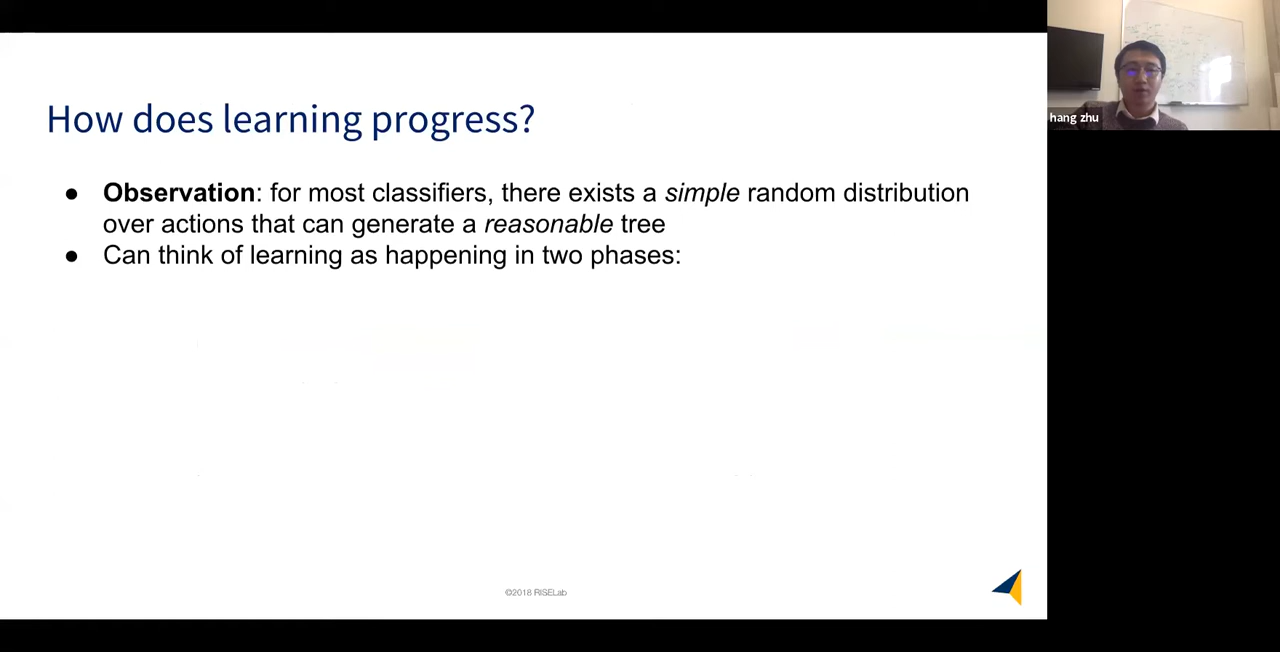 How does learning progress?
● Observation: for most classifiers, there exists a simple random distribution
over actions that can generate a reasonable tree
● Can think of learning as happening in two phases:
©2018 RISELab
hang zhu